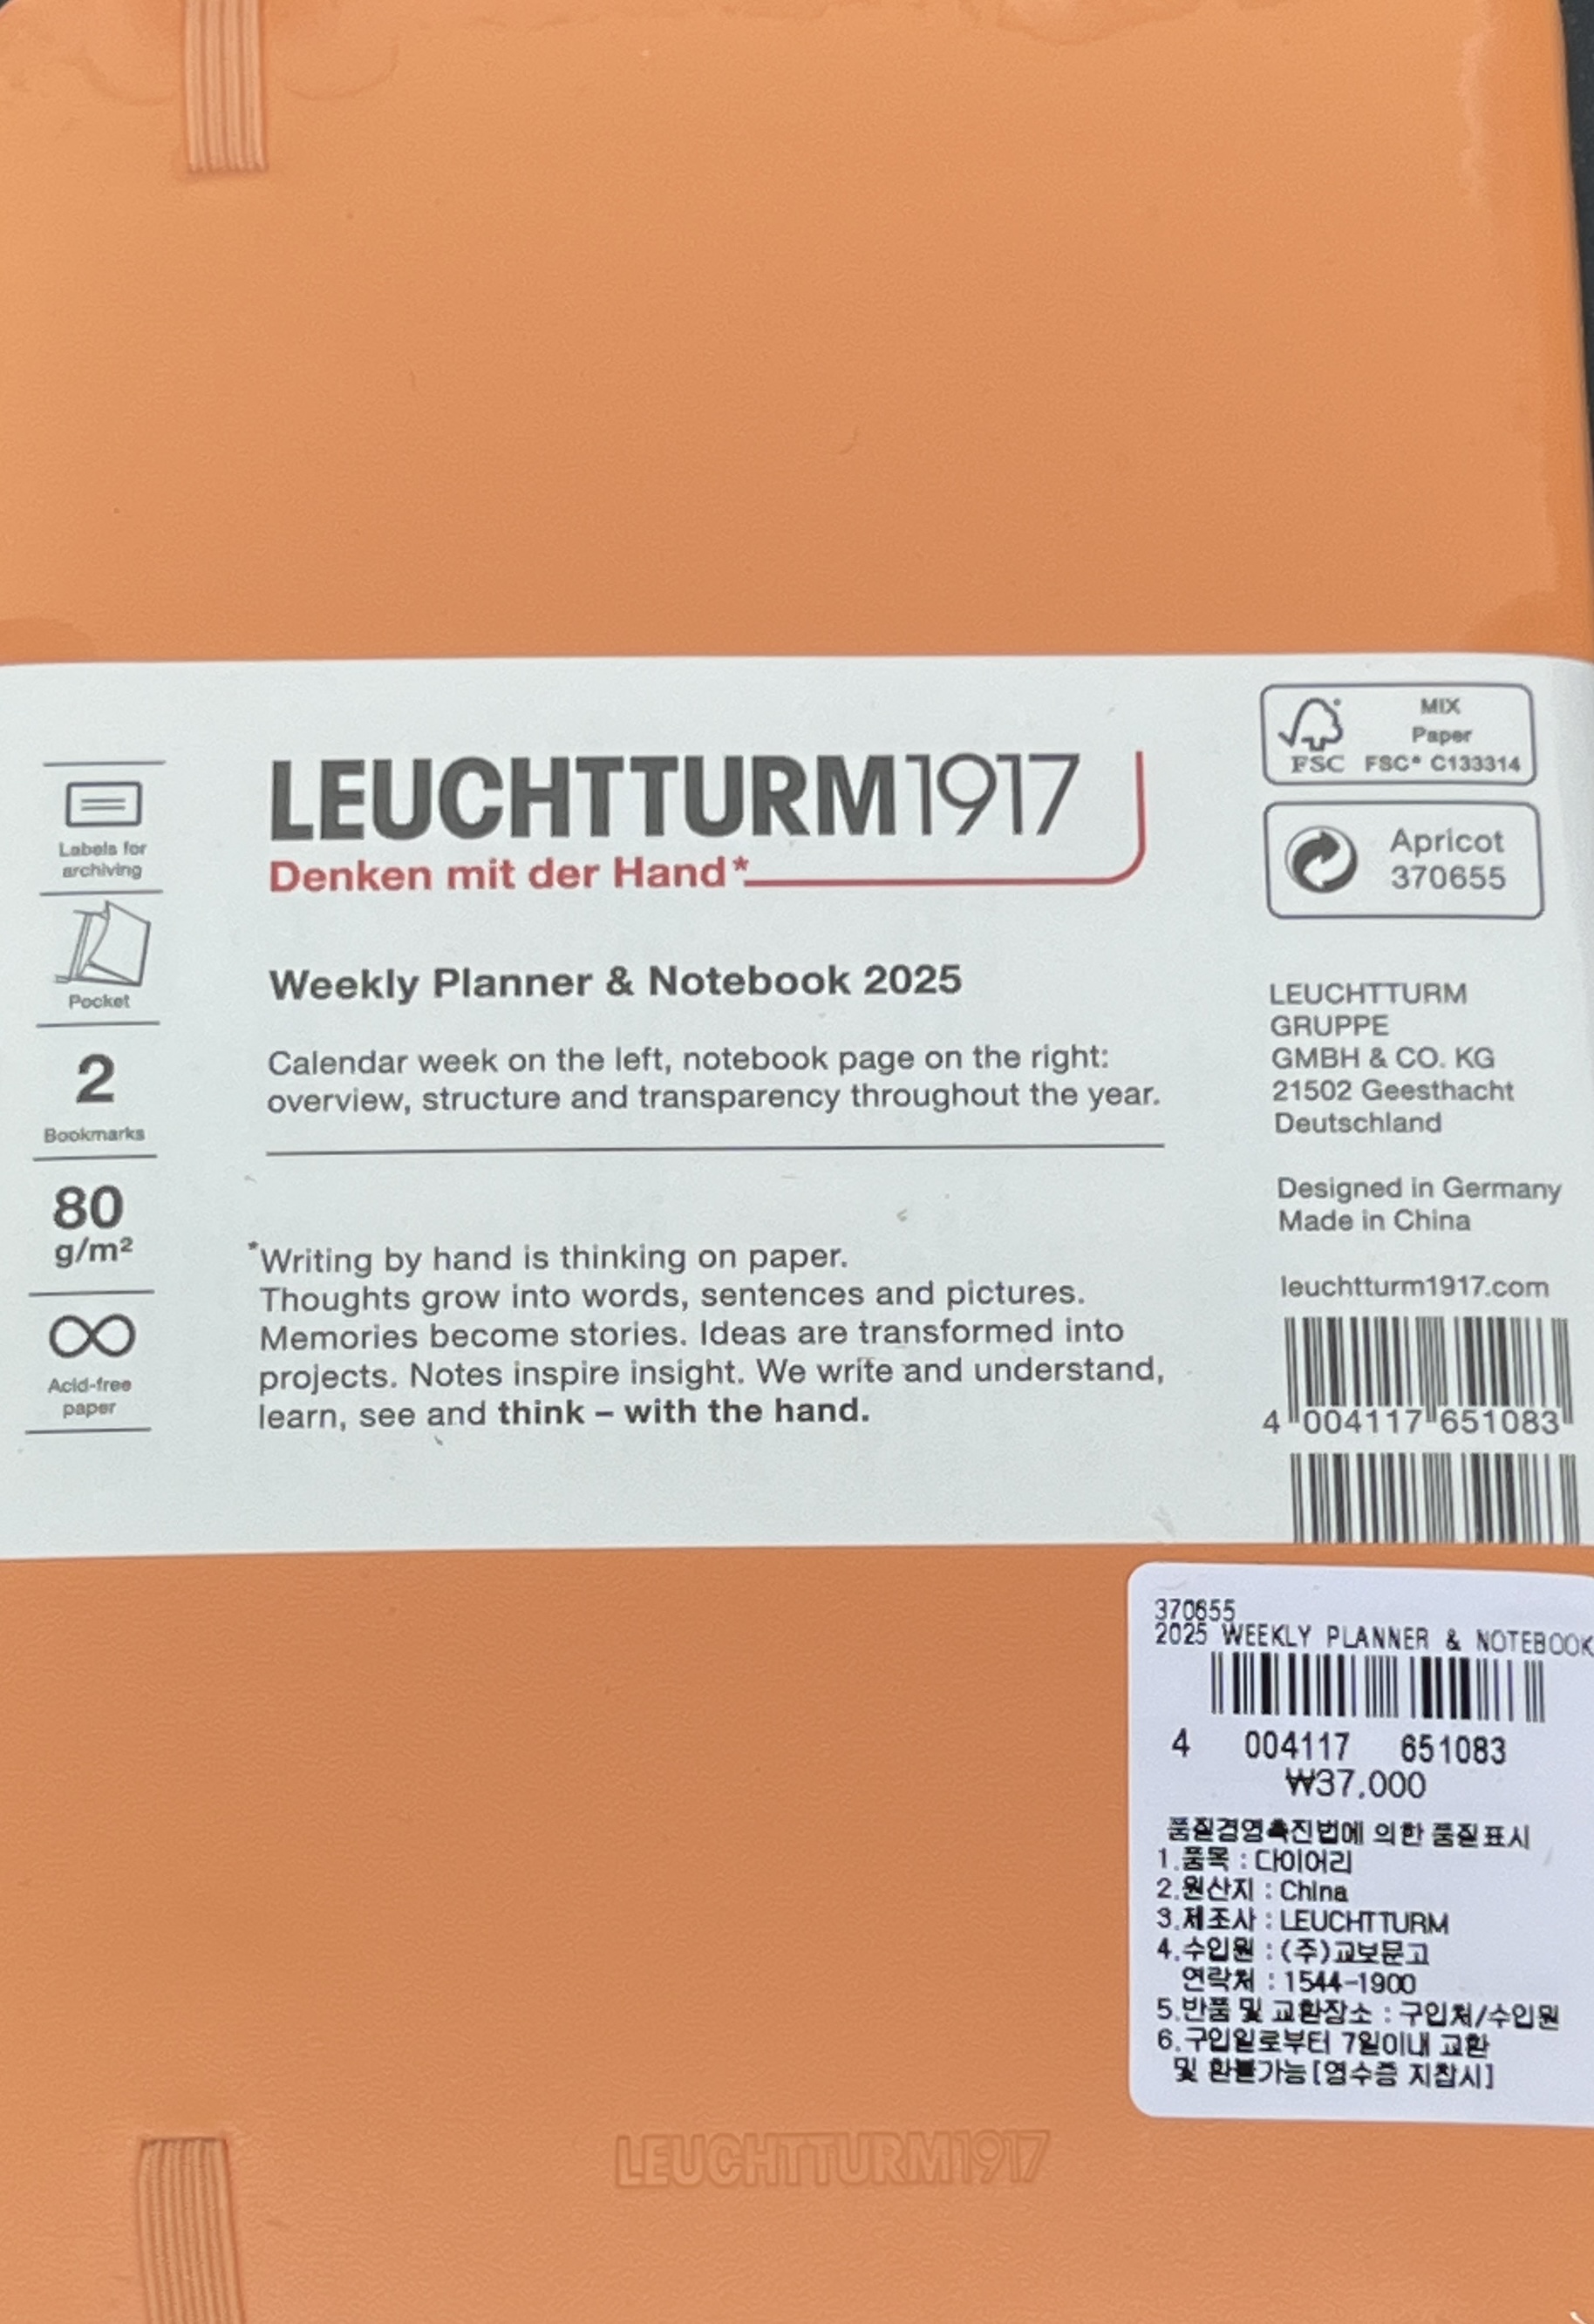 Labels for
archiving
Pocket
2
Bookmarks
80
g/m²
∞
Acid-free
paper
LEUCHTTURM1917
Denken mit der Hand*
Weekly Planner & Notebook 2025
Calendar week on the left, notebook page on the right:
overview, structure and transparency throughout the year.
*Writing by hand is thinking on paper.
Thoughts grow into words, sentences and pictures.
Memories become stories. Ideas are transformed into
projects. Notes inspire insight. We write and understand,
learn, see and think – with the hand.
MIX
Paper
FSC FSC® C133314
Apricot
370655
LEUCHTTURM
GRUPPE
GMBH & CO. KG
21502 Geesthacht
Deutschland
Designed in Germany
Made in China
leuchtturm1917.com
4 004117 651083
370655
2025 WEEKLY PLANNER & NOTEBOOK
4 004117 651083
₩37,000
품질경영촉진법에 의한 품질표시
1.품목 : 다이어리
2.원산지 : China
3.제조사 : LEUCHTTURM
4.수입원 : (주)교보문고
연락처 : 1544-1900
5.반품 및 교환장소 : 구입처/수입원
6.구입일로부터 7일이내 교환
및 환불가능[영수증 지참시]
LEUCHTTURM1917